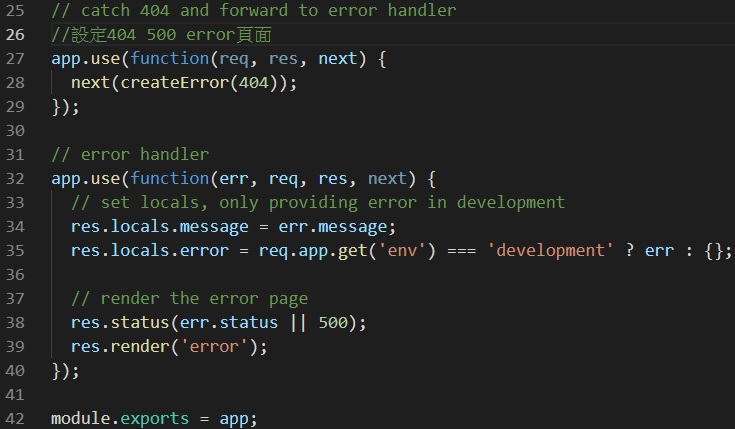 25 // catch 404 and forward to error handler
26 //設定404 500 error頁面
27 app.use(function(req, res, next) {
28   next(createError(404));
29 });
30
31 // error handler
32 app.use(function(err, req, res, next) {
33   // set locals, only providing error in development
34   res.locals.message = err.message;
35   res.locals.error = req.app.get('env') === 'development' ? err : {};
36
37   // render the error page
38   res.status(err.status || 500);
39   res.render('error');
40 });
41
42 module.exports = app;